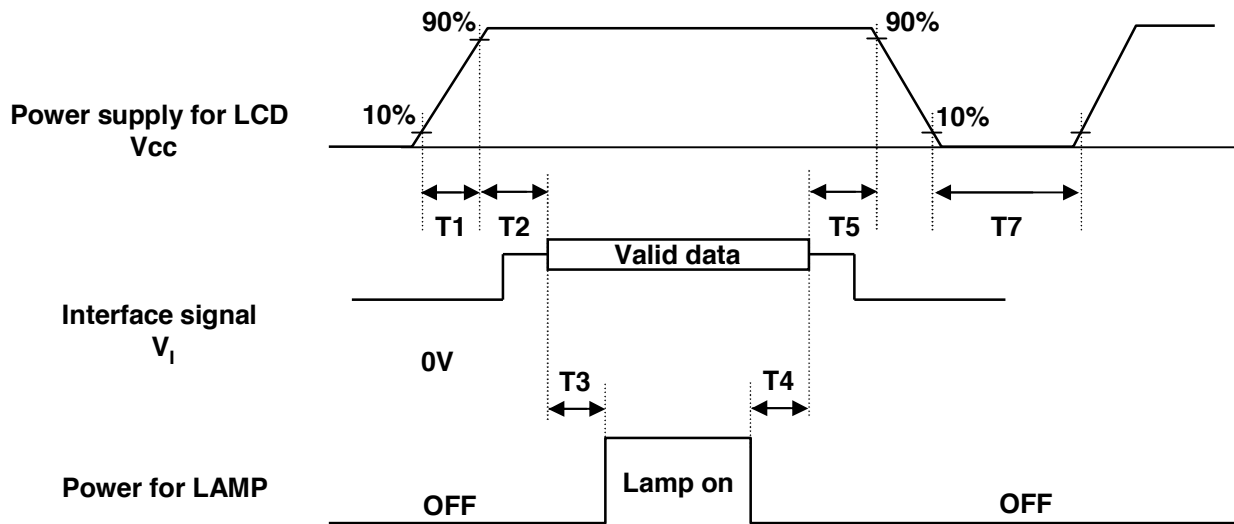 90%
90%
Power supply for LCD
Vcc
10%
10%
T1
T2
T5
T7
Valid data
Interface signal
VI
0V
T3
T4
Power for LAMP
OFF
Lamp on
OFF